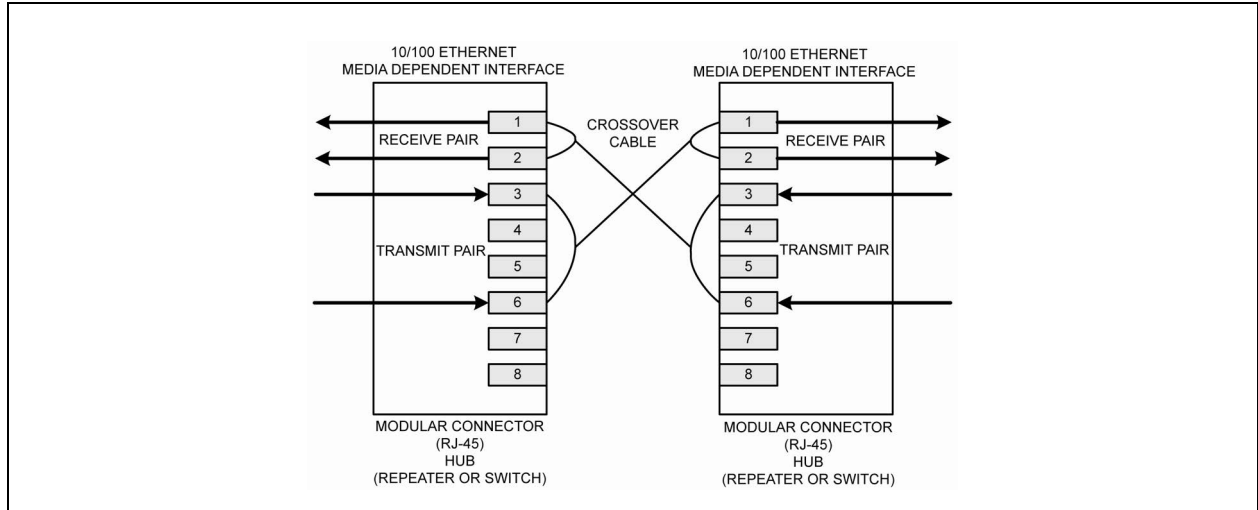 10/100 ETHERNET
MEDIA DEPENDENT INTERFACE
10/100 ETHERNET
MEDIA DEPENDENT INTERFACE
CROSSOVER
CABLE
1
RECEIVE PAIR
2
3
4
TRANSMIT PAIR
5
6
7
8
1
RECEIVE PAIR
2
3
4
TRANSMIT PAIR
5
6
7
8
MODULAR CONNECTOR
(RJ-45)
HUB
(REPEATER OR SWITCH)
MODULAR CONNECTOR
(RJ-45)
HUB
(REPEATER OR SWITCH)